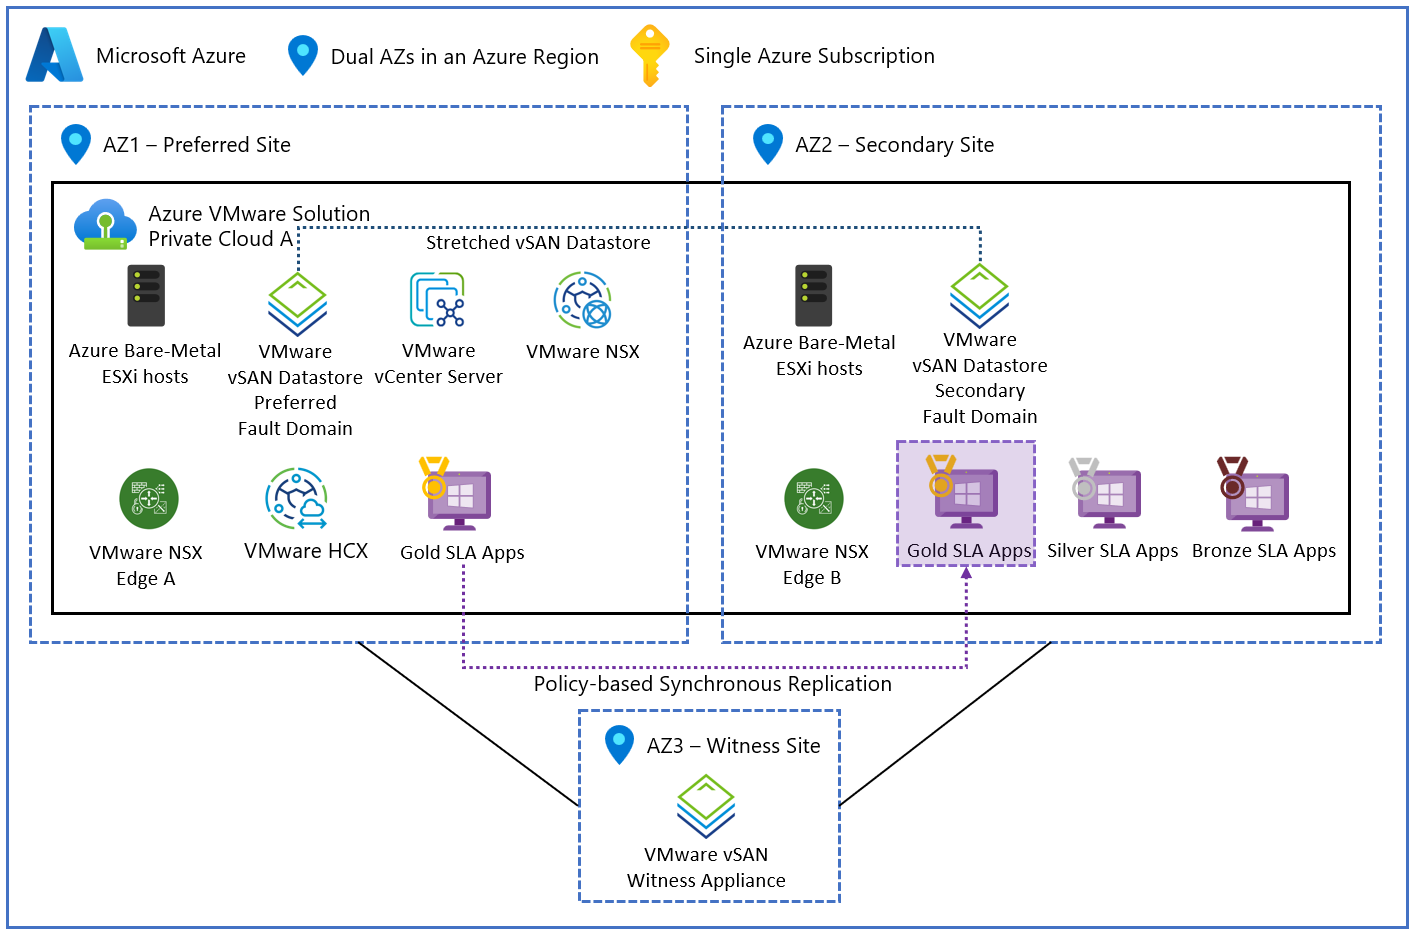 Microsoft Azure
Dual AZs in an Azure Region
Single Azure Subscription
AZ1 – Preferred Site
AZ2 – Secondary Site
Azure VMware Solution
Private Cloud A
Stretched vSAN Datastore
Azure Bare-Metal
ESXi hosts
VMware
vSAN Datastore
Preferred
Fault Domain
VMware
vCenter Server
VMware NSX
Azure Bare-Metal
ESXi hosts
VMware
vSAN Datastore
Secondary
Fault Domain
VMware NSX
Edge A
VMware HCX
Gold SLA Apps
VMware NSX
Edge B
Gold SLA Apps
Silver SLA Apps
Bronze SLA Apps
Policy-based Synchronous Replication
AZ3 – Witness Site
VMware vSAN
Witness Appliance